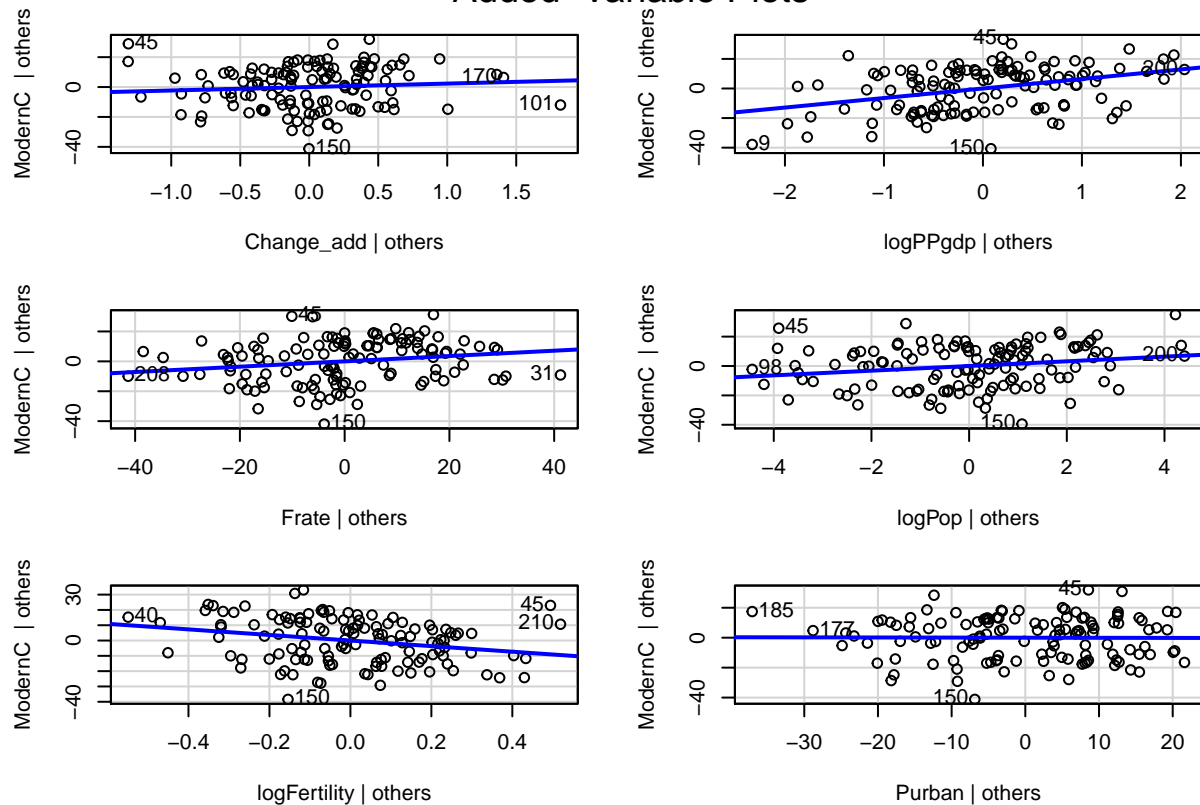 Added−Variable Plots
ModernC | others
0
−40
45
170
101
150
−1.0 −0.5 0.0 0.5 1.0 1.5
Change_add | others
ModernC | others
0
−40
45
9
150
−2 −1 0 1 2
logPPgdp | others
ModernC | others
0
−40
45
208
31
150
−40 −20 0 20 40
Frate | others
ModernC | others
0
−40
45
98
200
150
−4 −2 0 2 4
logPop | others
ModernC | others
30
0
−40
40
45
210
150
−0.4 −0.2 0.0 0.2 0.4
logFertility | others
ModernC | others
0
−40
45
185
177
150
−30 −20 −10 0 10 20
Purban | others